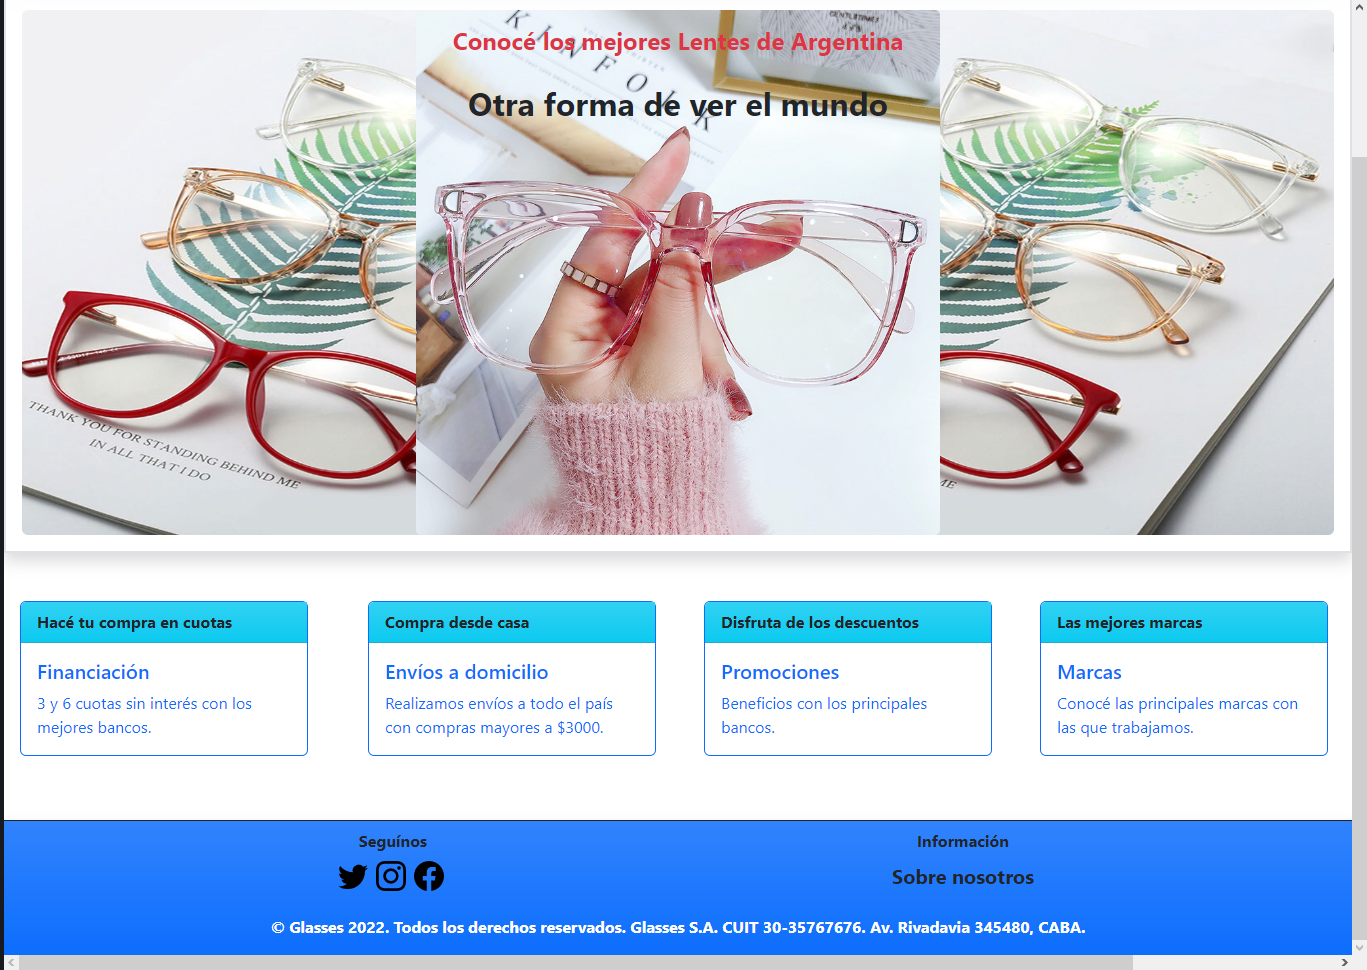 KINFOLK
Conocé los mejores Lentes de Argentina
Otra forma de ver el mundo
THANK YOU FOR STANDING BEHIND ME
IN ALL THAT I DO
ME
Hacé tu compra en cuotas
Financiación
3 y 6 cuotas sin interés con los
mejores bancos.
Compra desde casa
Envíos a domicilio
Realizamos envíos a todo el país
con compras mayores a $3000.
Disfruta de los descuentos
Promociones
Beneficios con los principales
bancos.
Las mejores marcas
Marcas
Conocé las principales marcas con
las que trabajamos.
Seguínos
Información
Sobre nosotros
© Glasses 2022. Todos los derechos reservados. Glasses S.A. CUIT 30-35767676. Av. Rivadavia 345480, CABA.